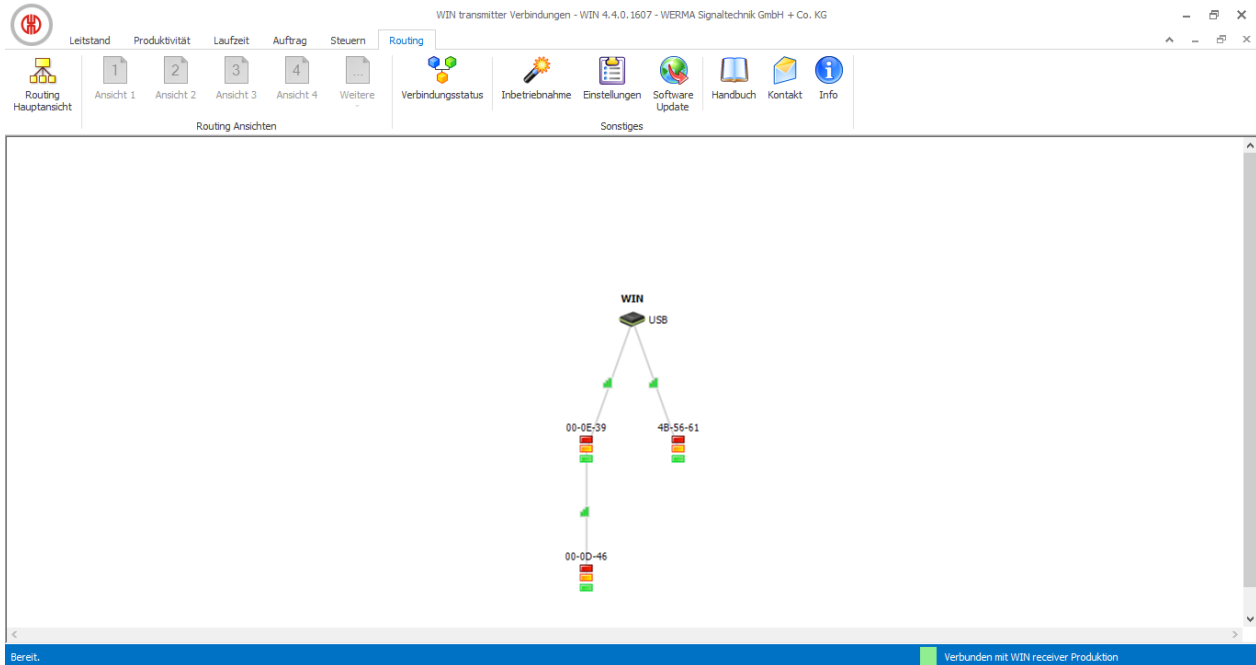 WIN transmitter Verbindungen - WIN 4.4.0.1607 - WERMA Signaltechnik GmbH + Co. KG
Leitstand Produktivität Laufzeit Auftrag Steuern Routing
1 2 3 4 ...
Routing Hauptansicht Ansicht 1 Ansicht 2 Ansicht 3 Ansicht 4 Weitere Verbindungsstatus Inbetriebnahme Einstellungen Software Update Handbuch Kontakt Info
Routing Ansichten Sonstiges
WIN
USB
00-0E-39 4B-56-61
00-0D-46
Bereit. Verbunden mit WIN receiver Produktion